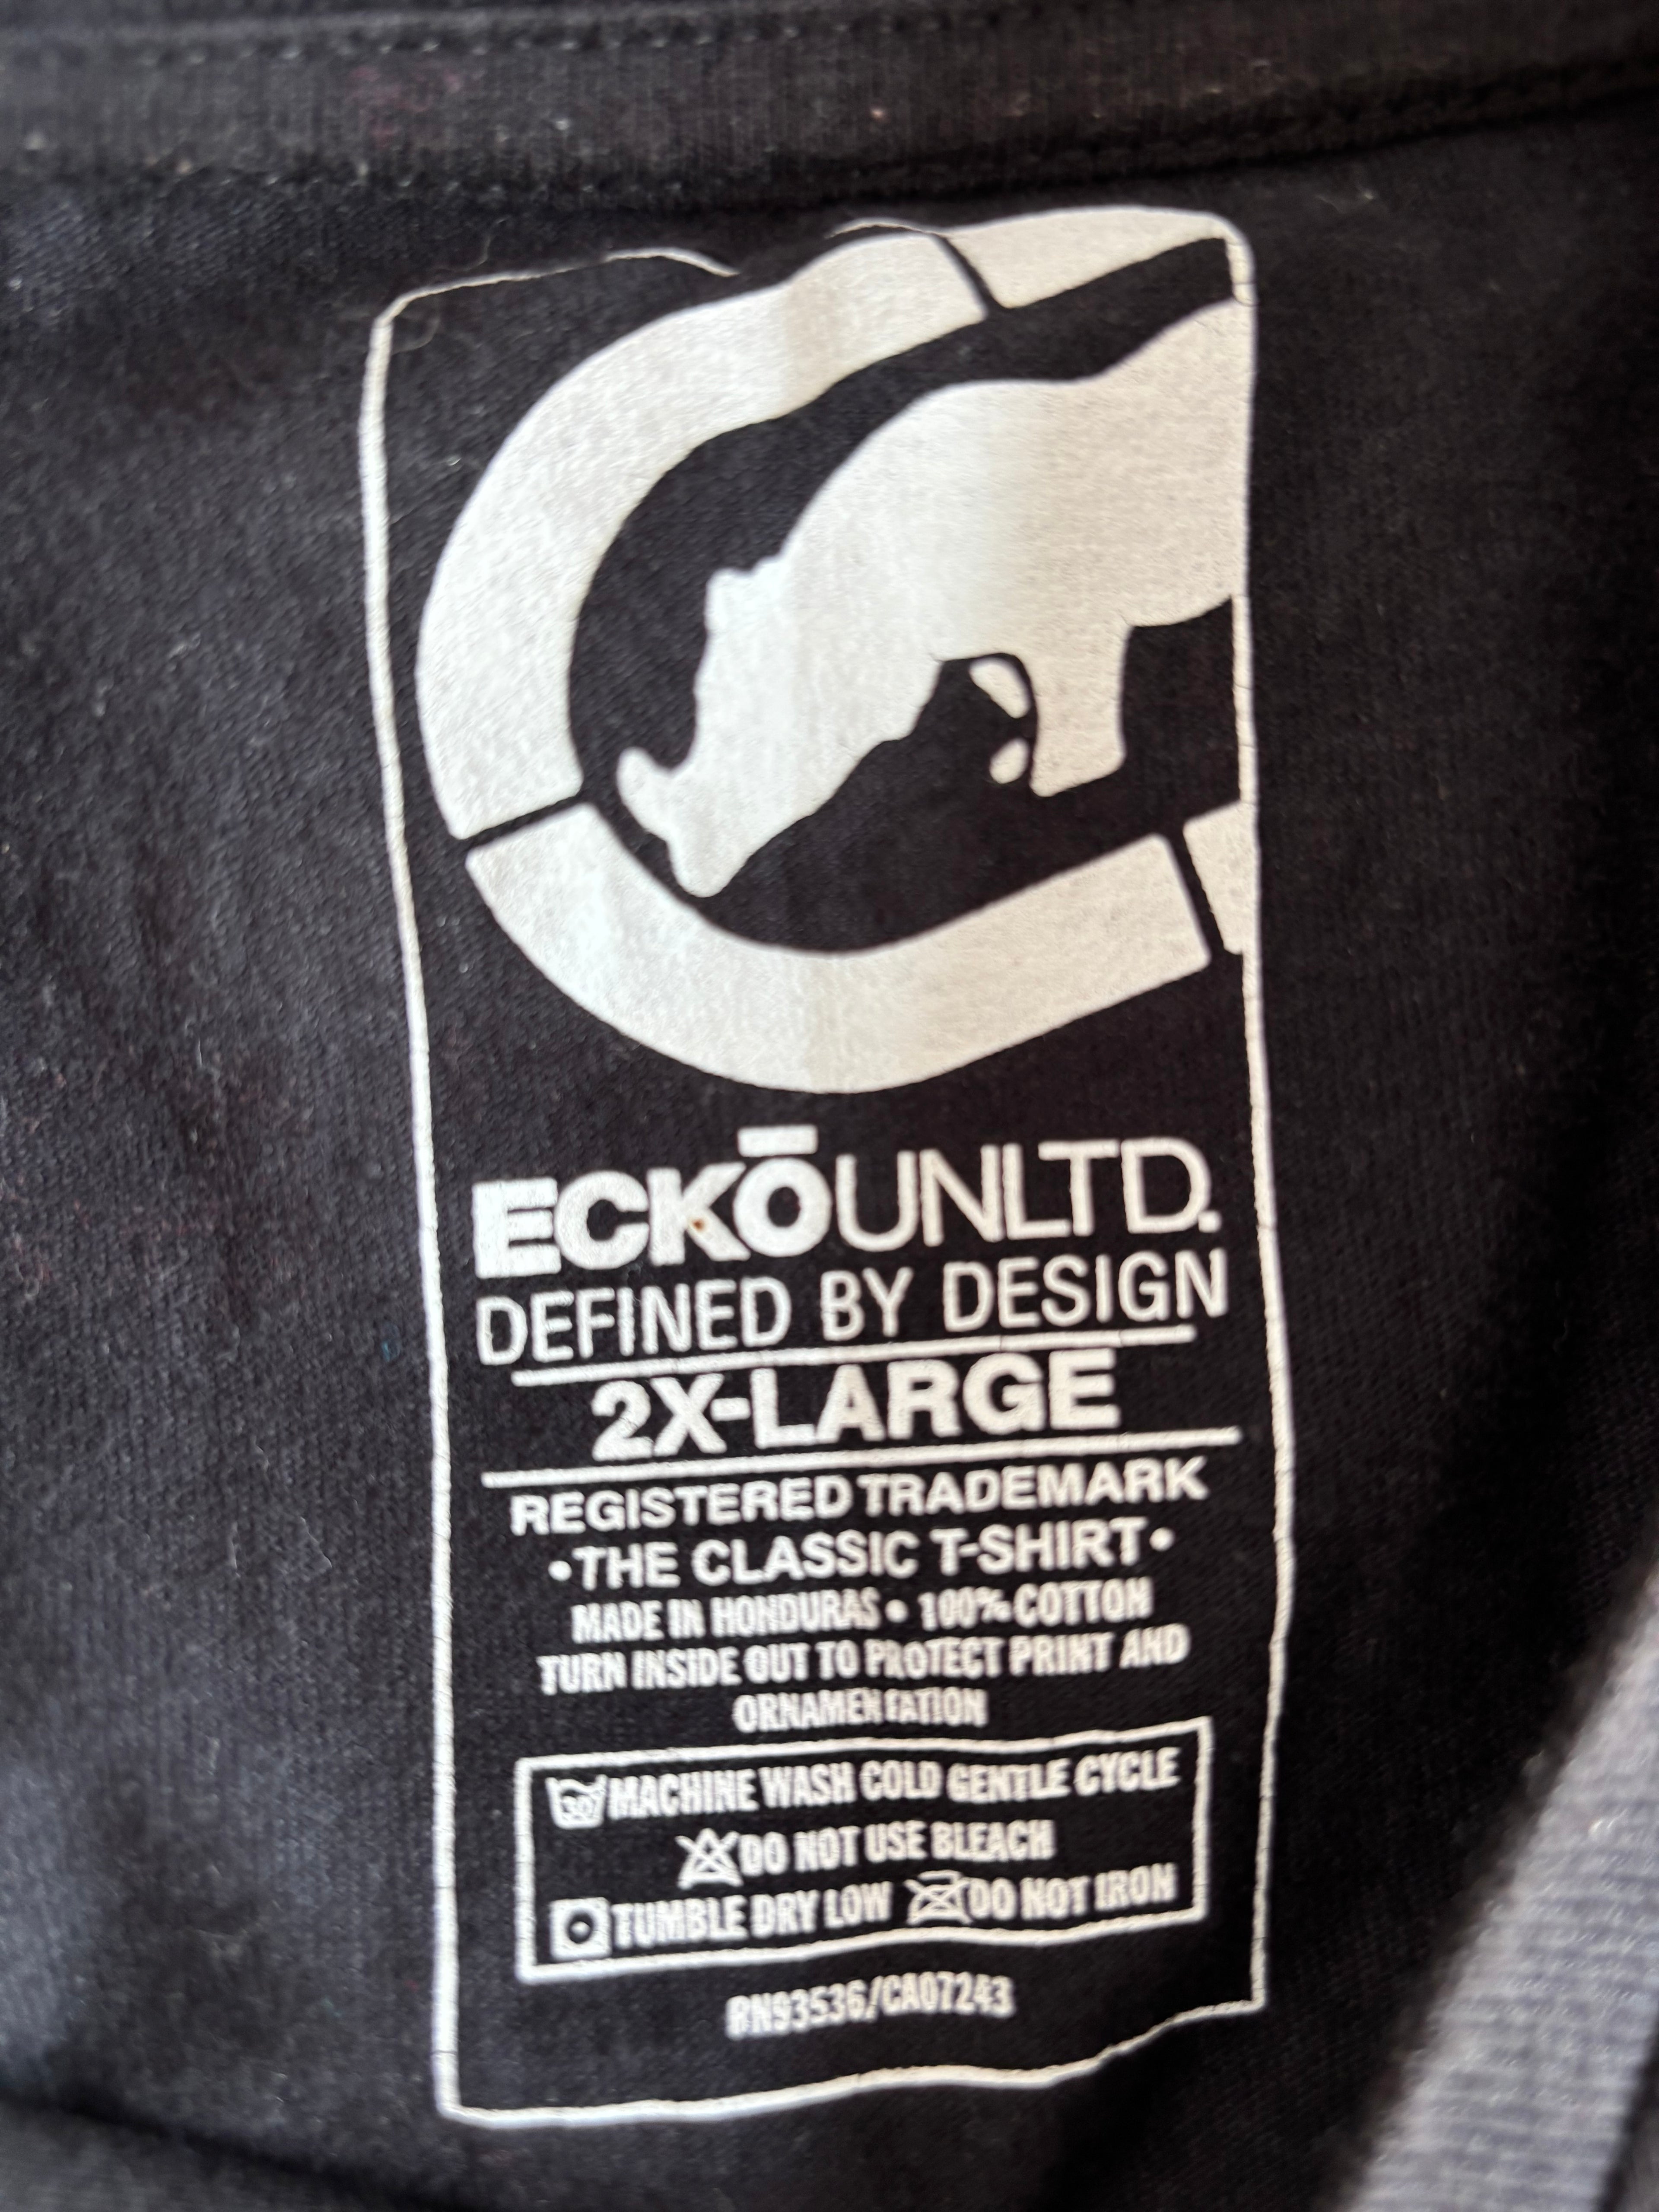 ECKŌUNLTD.
DEFINED BY DESIGN
2X-LARGE
REGISTERED TRADEMARK
•THE CLASSIC T-SHIRT•
MADE IN HONDURAS • 100% COTTON
TURN INSIDE OUT TO PROTECT PRINT AND
ORNAMENTATION
30 MACHINE WASH COLD GENTLE CYCLE
DO NOT USE BLEACH
TUMBLE DRY LOW DO NOT IRON
RN93536/CA07243